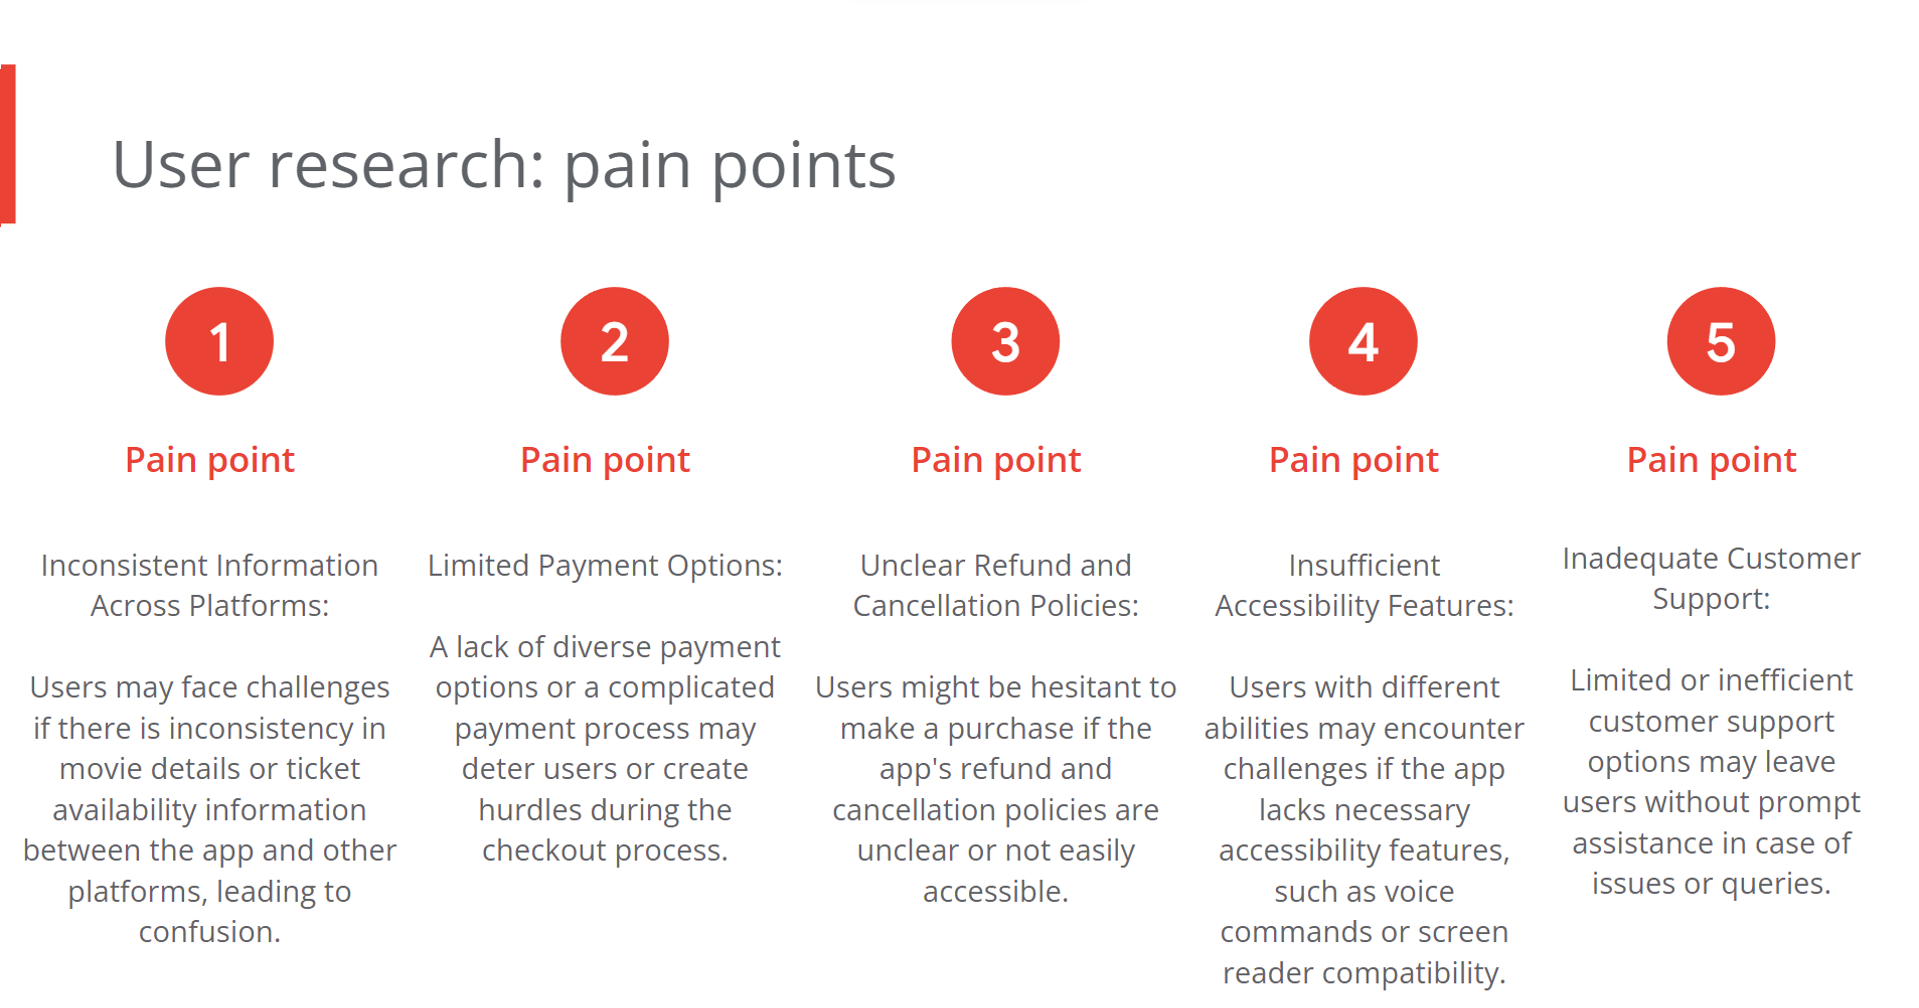 User research: pain points
1
Pain point
Inconsistent Information
Across Platforms:
Users may face challenges
if there is inconsistency in
movie details or ticket
availability information
between the app and other
platforms, leading to
confusion.
2
Pain point
Limited Payment Options:
A lack of diverse payment
options or a complicated
payment process may
deter users or create
hurdles during the
checkout process.
3
Pain point
Unclear Refund and
Cancellation Policies:
Users might be hesitant to
make a purchase if the
app's refund and
cancellation policies are
unclear or not easily
accessible.
4
Pain point
Insufficient
Accessibility Features:
Users with different
abilities may encounter
challenges if the app
lacks necessary
accessibility features,
such as voice
commands or screen
reader compatibility.
5
Pain point
Inadequate Customer
Support:
Limited or inefficient
customer support
options may leave
users without prompt
assistance in case of
issues or queries.